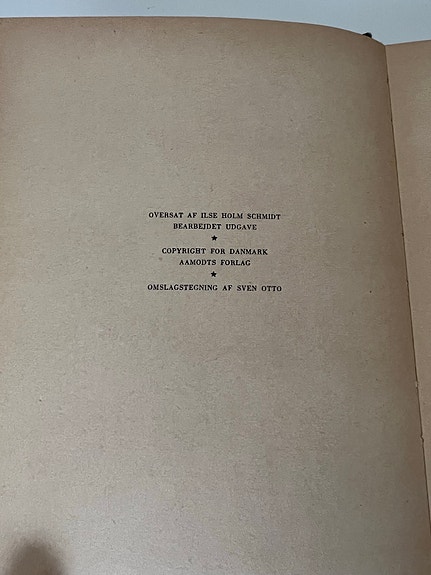 OVERSAT AF ILSE HOLM SCHMIDT
BEARBEJDET UDGAVE
★
COPYRIGHT FOR DANMARK
AAMODTS FORLAG
★
OMSLAGSTEGNING AF SVEN OTTO